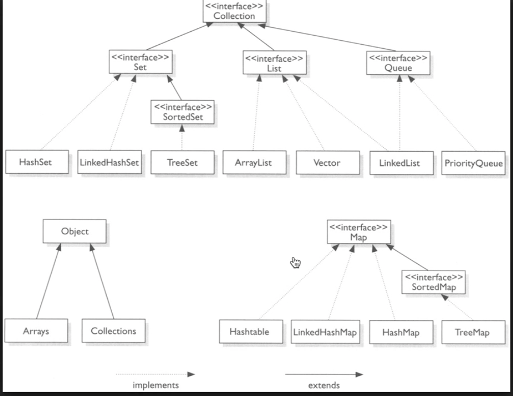 <<interface>>
Collection
<<interface>>
Set
<<interface>>
List
<<interface>>
Queue
<<interface>>
SortedSet
HashSet
LinkedHashSet
TreeSet
ArrayList
Vector
LinkedList
PriorityQueue
Object
<<interface>>
Map
<<interface>>
SortedMap
Arrays
Collections
Hashtable
LinkedHashMap
HashMap
TreeMap
implements
extends